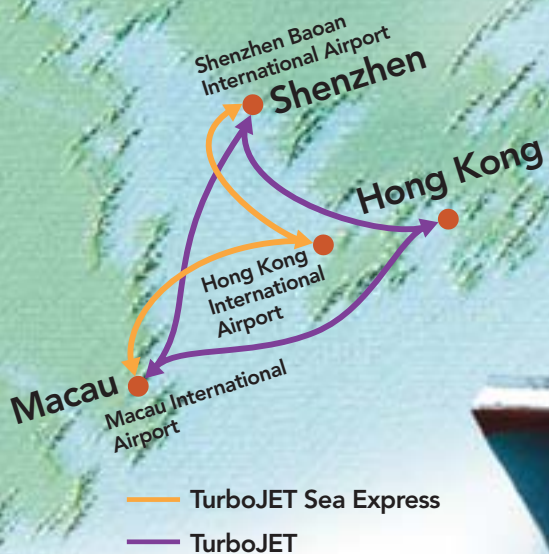 Shenzhen Baoan
International Airport
Shenzhen
Hong Kong
Hong Kong
International
Airport
Macau
Macau International
Airport
TurboJET Sea Express
TurboJET